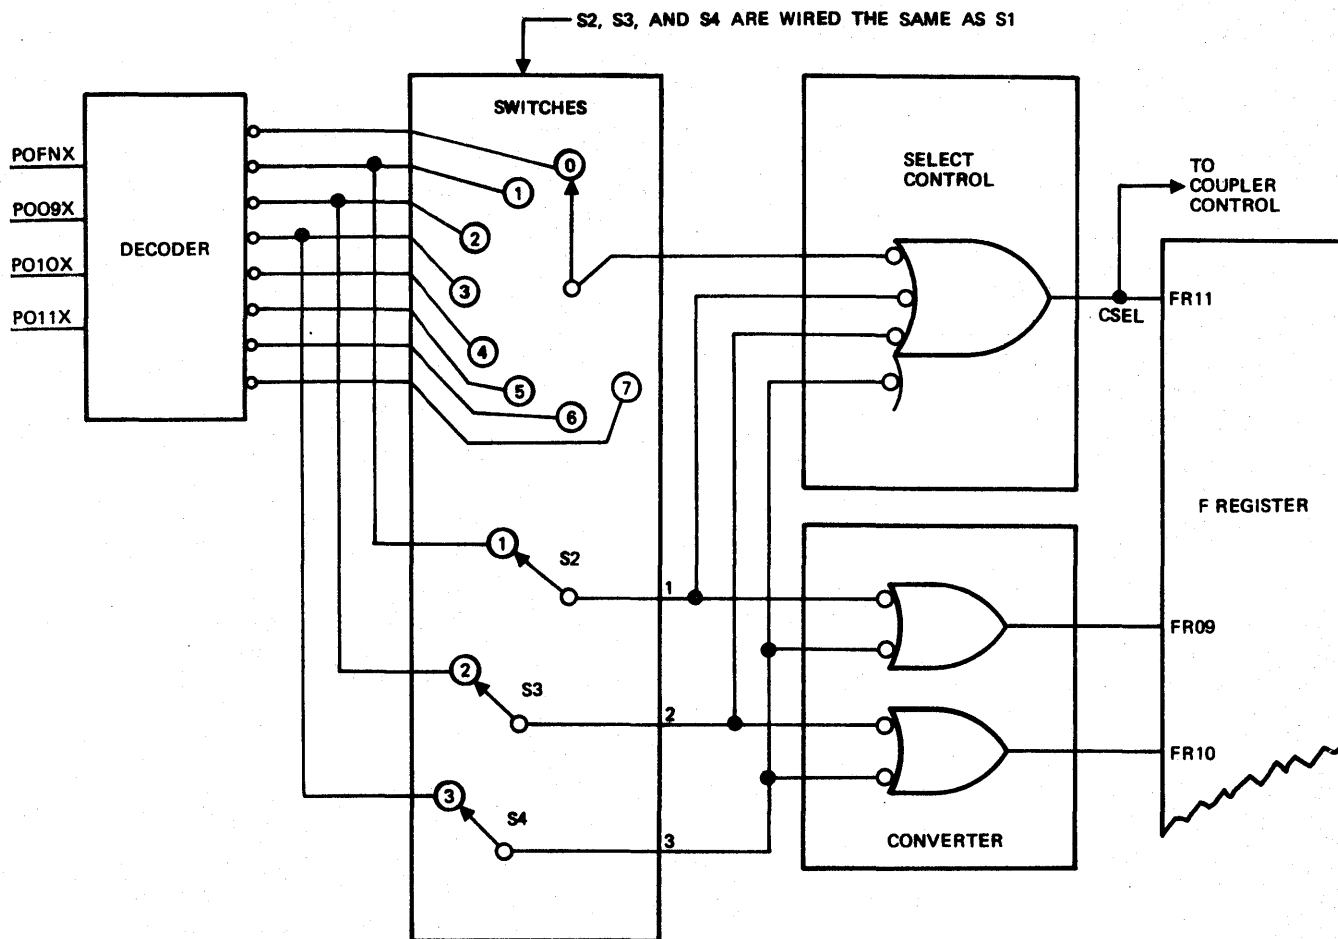 S2, S3, AND S4 ARE WIRED THE SAME AS S1
SWITCHES
POFNX
PO09X
PO10X
PO11X
DECODER
0
1
2
3
4
5
6
7
SELECT
CONTROL
TO
COUPLER
CONTROL
CSEL
FR11
F REGISTER
1
S2
1
FR09
2
S3
2
FR10
3
S4
3
CONVERTER